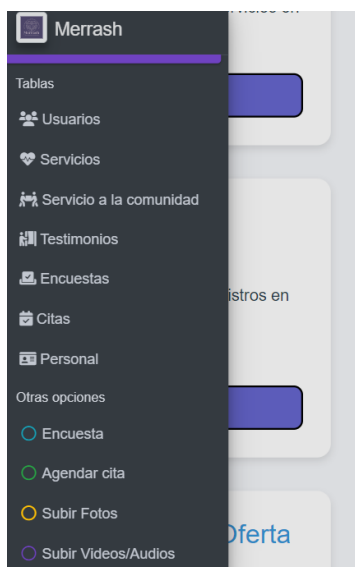 Merrash
Tablas
Usuarios
Servicios
Servicio a la comunidad
Testimonios
Encuestas
istros en
Citas
Personal
Otras opciones
Encuesta
Agendar cita
Subir Fotos
Oferta
Subir Videos/Audios